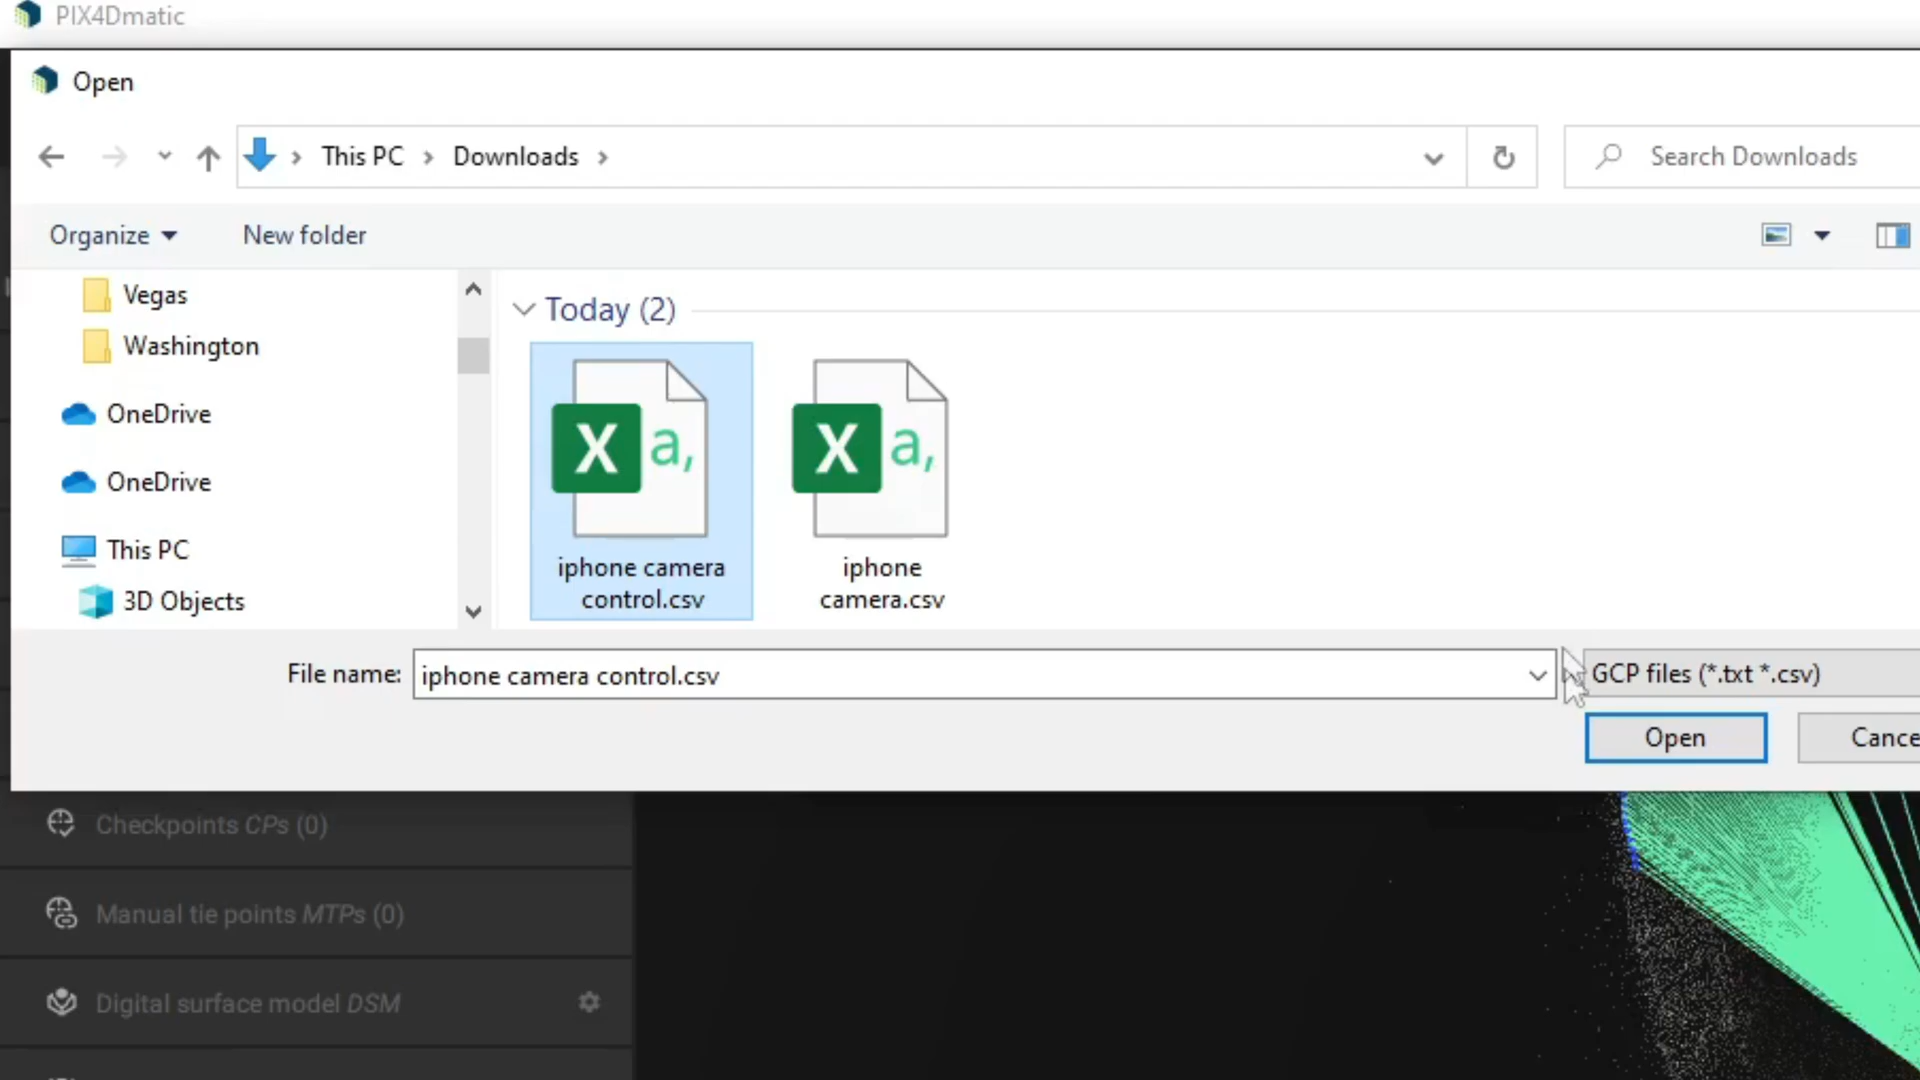 PIX4Dmatic
Open
This PC
Downloads
Search Downloads
Organize
New folder
Vegas
Washington
OneDrive
OneDrive
This PC
3D Objects
Today (2)
iphone camera
control.csv
iphone
camera.csv
File name:
iphone camera control.csv
GCP files (*.txt *.csv)
Open
Cance
Checkpoints CPs (0)
Manual tie points MTPs (0)
Digital surface model DSM